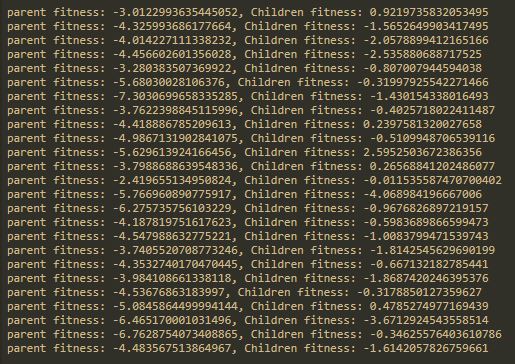 parent fitness: -3.0122993635445052, Children fitness: 0.9219735832053495
parent fitness: -4.325993686177664, Children fitness: -1.5652649903417495
parent fitness: -4.014227111338232, Children fitness: -2.0578899412165166
parent fitness: -4.456602601356028, Children fitness: -2.535880688717525
parent fitness: -3.280383507369922, Children fitness: -0.807007944594038
parent fitness: -5.68030028106376, Children fitness: -0.31997925542271466
parent fitness: -7.3030699658335285, Children fitness: -1.430154338016493
parent fitness: -3.7622398845115996, Children fitness: -0.4025718022411487
parent fitness: -4.418886785209613, Children fitness: 0.2397581320027658
parent fitness: -4.9867131902841075, Children fitness: -0.5109948706539116
parent fitness: -5.629613924166456, Children fitness: 2.5952503672386356
parent fitness: -3.7988688639548336, Children fitness: 0.26568841202486077
parent fitness: -2.419655134950824, Children fitness: -0.011535587470700402
parent fitness: -5.766960890775917, Children fitness: -4.069984196667006
parent fitness: -6.275735756103229, Children fitness: -0.9676826897219157
parent fitness: -4.187819751617623, Children fitness: -0.5983689866599473
parent fitness: -4.547988632775221, Children fitness: -1.0083799471539743
parent fitness: -3.7405520708773246, Children fitness: -1.8142545629690199
parent fitness: -4.3532740170470445, Children fitness: -0.667132182785441
parent fitness: -3.984108661338118, Children fitness: -1.8687420246395376
parent fitness: -4.53676863183997, Children fitness: -0.3178850127359627
parent fitness: -5.0845864499994144, Children fitness: 0.4785274977169439
parent fitness: -6.465170001031496, Children fitness: -3.6712924543558514
parent fitness: -6.7628754073408865, Children fitness: -0.34625576403610786
parent fitness: -4.483567513864967, Children fitness: -1.6142057826759661